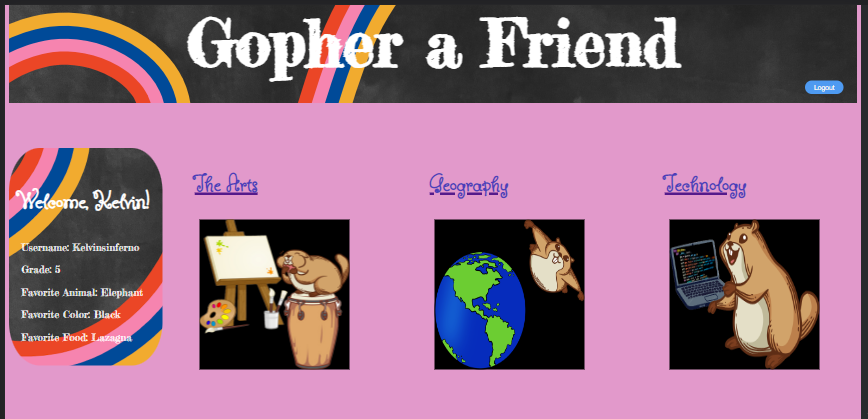 Gopher a Friend
Logout
Welcome, Kelvin!
Username: Kelvinsinferno
Grade: 5
Favorite Animal: Elephant
Favorite Color: Black
Favorite Food: Lazagna
The Arts
Geography
Technology